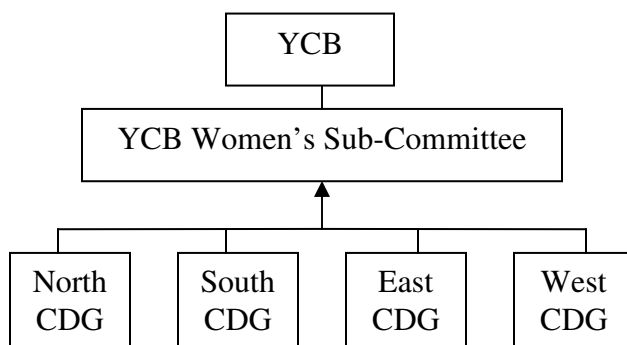 YCB
YCB Women’s Sub-Committee
North
CDG
South
CDG
East
CDG
West
CDG